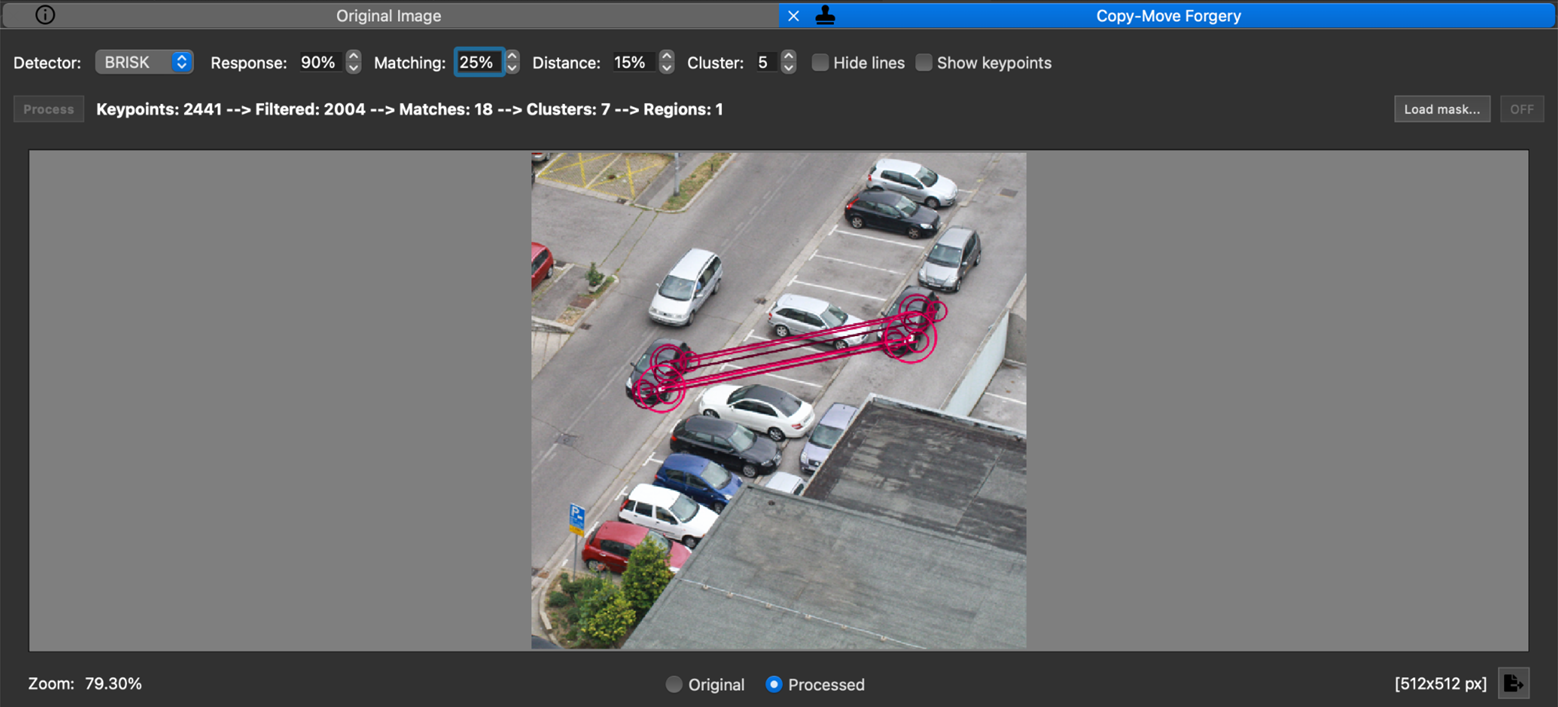 Original Image
Copy-Move Forgery
Detector: BRISK Response: 90% Matching: 25% Distance: 15% Cluster: 5 Hide lines Show keypoints
Process Keypoints: 2441 --> Filtered: 2004 --> Matches: 18 --> Clusters: 7 --> Regions: 1 Load mask... OFF
P
Zoom: 79.30% Original Processed [512x512 px]